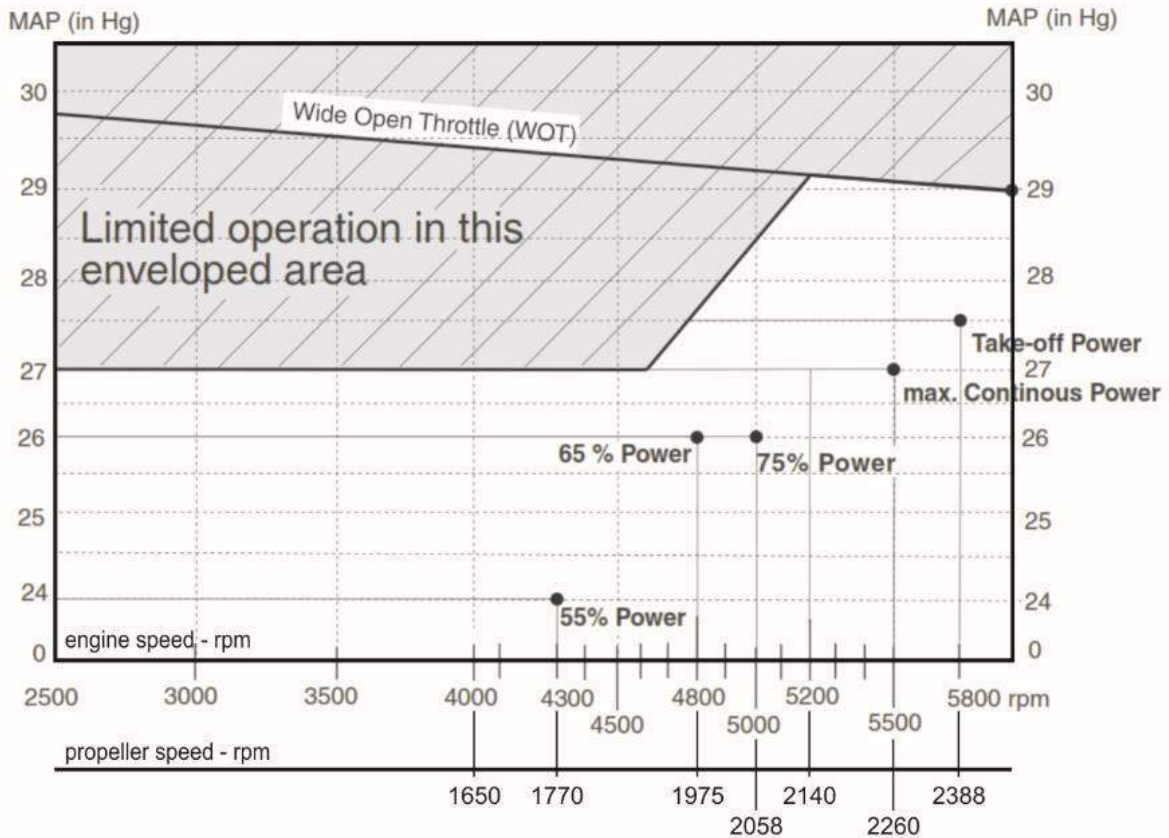 MAP (in Hg) MAP (in Hg)
30 30
Wide Open Throttle (WOT)
29 29
Limited operation in this
enveloped area
28 28
Take-off Power
27 27
max. Continous Power
26 26
65 % Power 75% Power
25 25
24 24
55% Power
engine speed - rpm
0 0
2500 3000 3500 4000 4300 4800 5200 5800 rpm
4500 5000 5500
propeller speed - rpm
1650 1770 1975 2140 2388
2058 2260